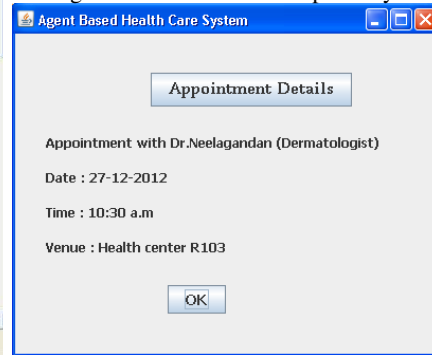 Agent Based Health Care System
Appointment Details
Appointment with Dr.Neelagandan (Dermatologist)
Date : 27-12-2012
Time : 10:30 a.m
Venue : Health center R103
OK